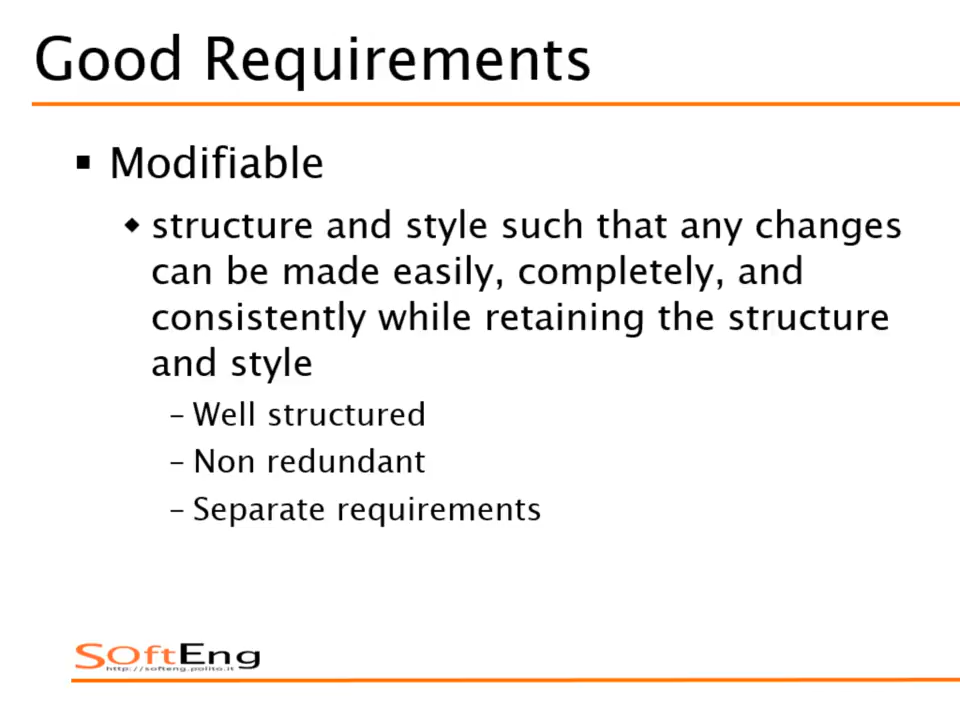 Good Requirements
▪ Modifiable
◆ structure and style such that any changes
can be made easily, completely, and
consistently while retaining the structure
and style
– Well structured
– Non redundant
– Separate requirements
SOftEng
http://softeng.polito.it